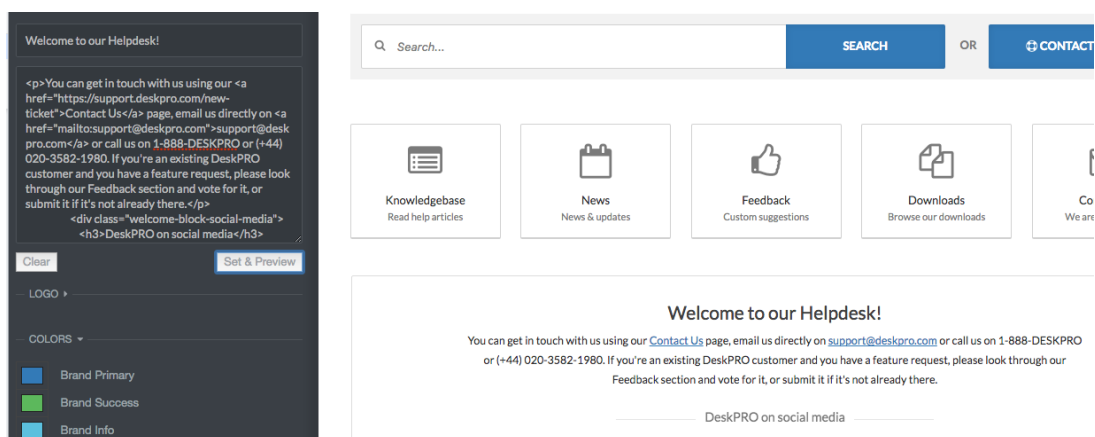 Welcome to our Helpdesk!
<p>You can get in touch with us using our <a
href="https://support.deskpro.com/new-
ticket">Contact Us</a> page, email us directly on <a
href="mailto:support@deskpro.com">support@desk
pro.com</a> or call us on 1-888-DESKPRO or (+44)
020-3582-1980. If you're an existing DeskPRO
customer and you have a feature request, please look
through our Feedback section and vote for it, or
submit it if it's not already there.</p>
<div class="welcome-block-social-media">
<h3>DeskPRO on social media</h3>
Clear
Set & Preview
LOGO
COLORS
Brand Primary
Brand Success
Brand Info
Search...
SEARCH
OR
CONTACT
Knowledgebase
Read help articles
News
News & updates
Feedback
Custom suggestions
Downloads
Browse our downloads
Co
We are
Welcome to our Helpdesk!
You can get in touch with us using our Contact Us page, email us directly on support@deskpro.com or call us on 1-888-DESKPRO
or (+44) 020-3582-1980. If you're an existing DeskPRO customer and you have a feature request, please look through our
Feedback section and vote for it, or submit it if it's not already there.
DeskPRO on social media